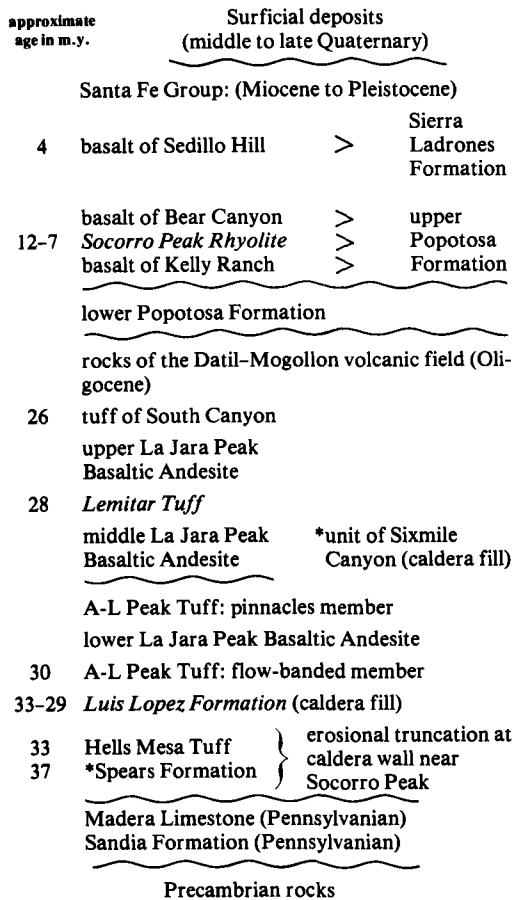 approximate
age in m.y.
Surficial deposits
(middle to late Quaternary)
Santa Fe Group: (Miocene to Pleistocene)
4 basalt of Sedillo Hill > Sierra
Ladrones
Formation
basalt of Bear Canyon > upper
12–7 Socorro Peak Rhyolite > Popotosa
basalt of Kelly Ranch > Formation
lower Popotosa Formation
rocks of the Datil–Mogollon volcanic field (Oli-
gocene)
26 tuff of South Canyon
upper La Jara Peak
Basaltic Andesite
28 Lemitar Tuff
middle La Jara Peak *unit of Sixmile
Basaltic Andesite Canyon (caldera fill)
A-L Peak Tuff: pinnacles member
lower La Jara Peak Basaltic Andesite
30 A-L Peak Tuff: flow-banded member
33–29 Luis Lopez Formation (caldera fill)
33 Hells Mesa Tuff
37 *Spears Formation
erosional truncation at
caldera wall near
Socorro Peak
Madera Limestone (Pennsylvanian)
Sandia Formation (Pennsylvanian)
Precambrian rocks